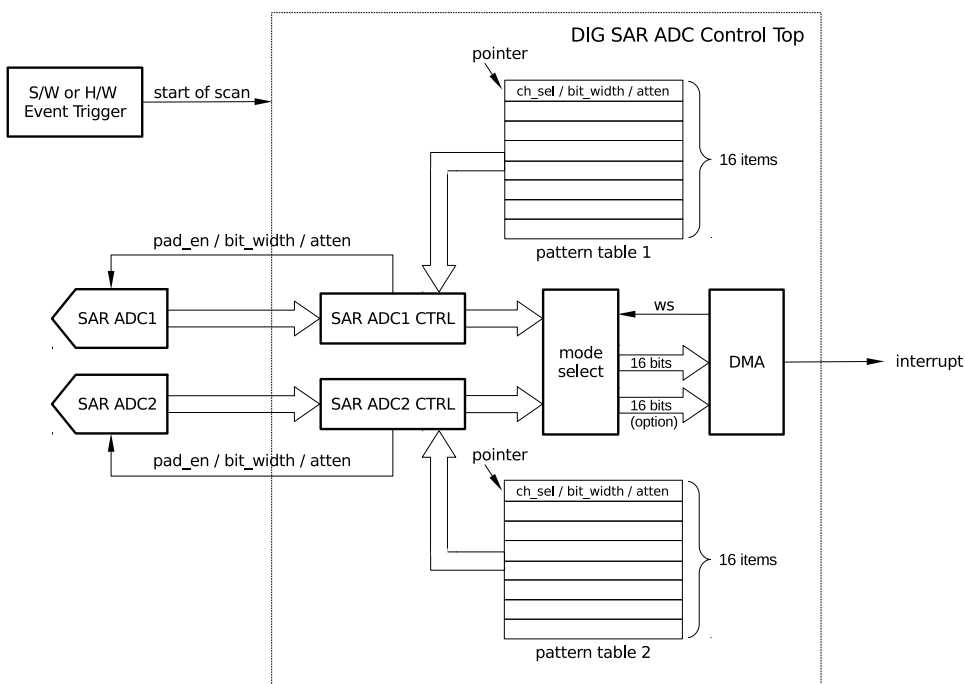 DIG SAR ADC Control Top
pointer
S/W or H/W
Event Trigger
start of scan
ch_sel / bit_width / atten
16 items
pattern table 1
pad_en / bit_width / atten
SAR ADC1
SAR ADC1 CTRL
mode
select
ws
16 bits
16 bits
(option)
DMA
interrupt
SAR ADC2
SAR ADC2 CTRL
pad_en / bit_width / atten
pointer
ch_sel / bit_width / atten
16 items
pattern table 2